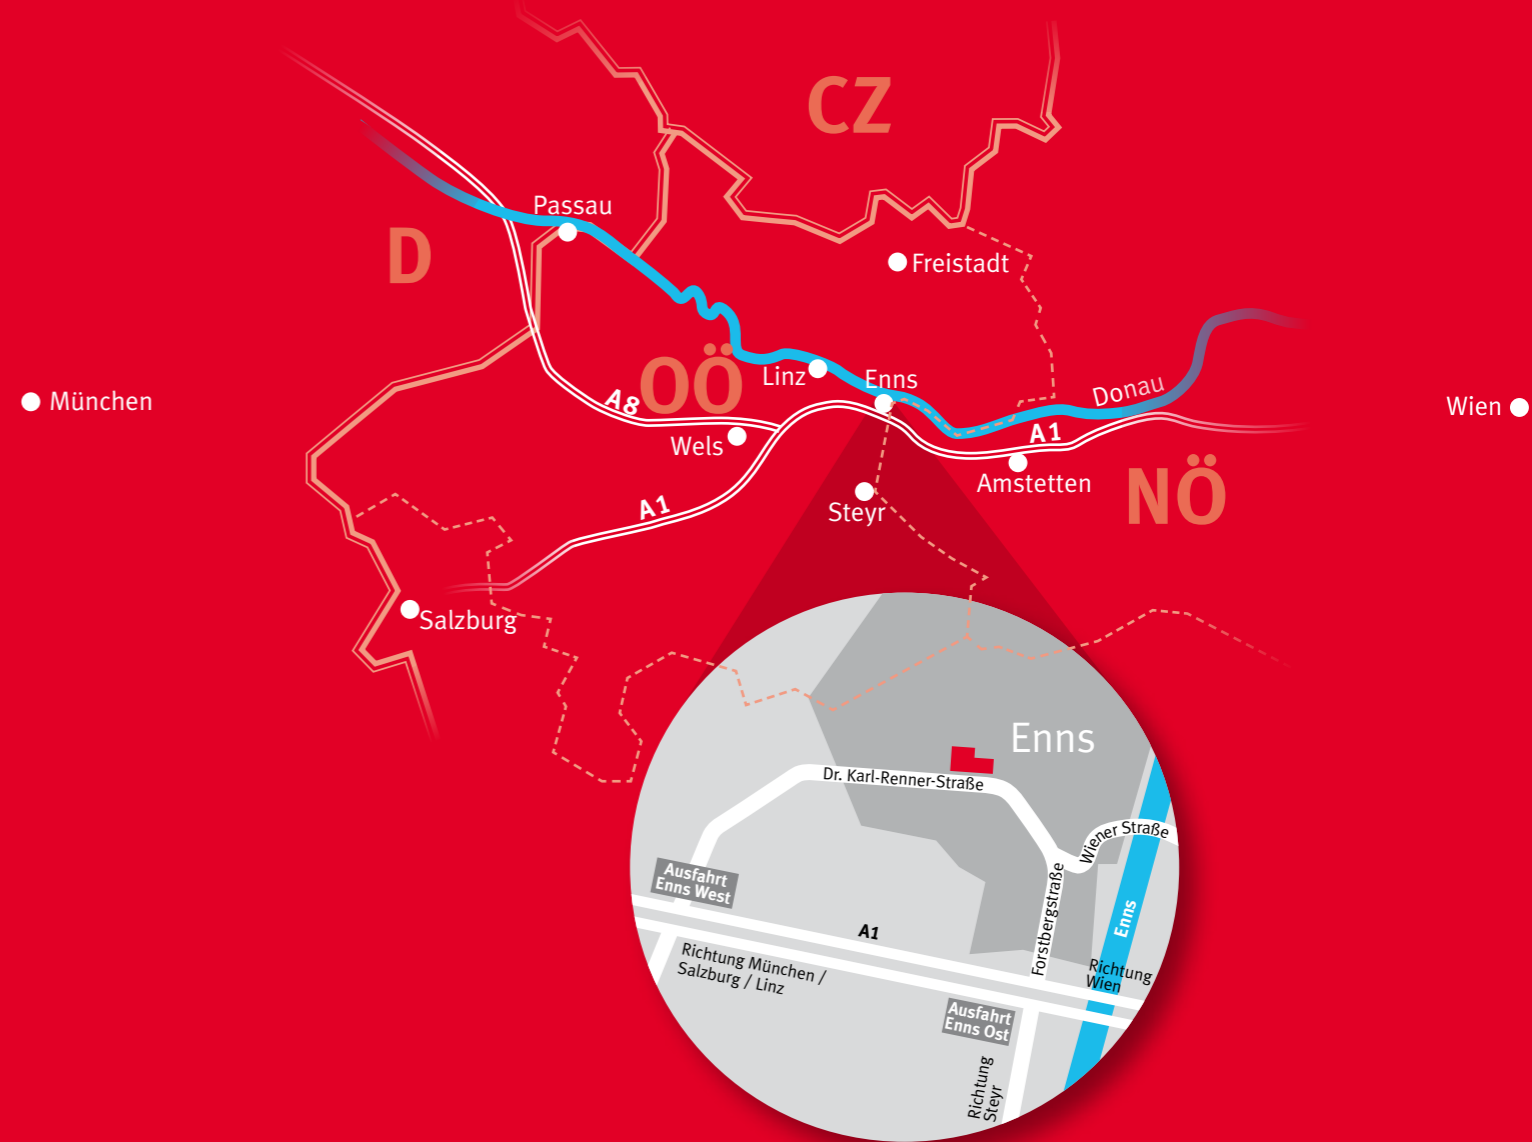 CZ
Passau
D
Freistadt
OÖ
Linz
Enns
Donau
München
A8
Wien
Wels
A1
Amstetten
NÖ
A1
Steyr
Salzburg
Enns
Dr. Karl-Renner-Straße
Wiener Straße
Ausfahrt
Enns West
Forstbergstraße
Enns
A1
Richtung München /
Salzburg / Linz
Richtung
Wien
Ausfahrt
Enns Ost
Richtung
Steyr